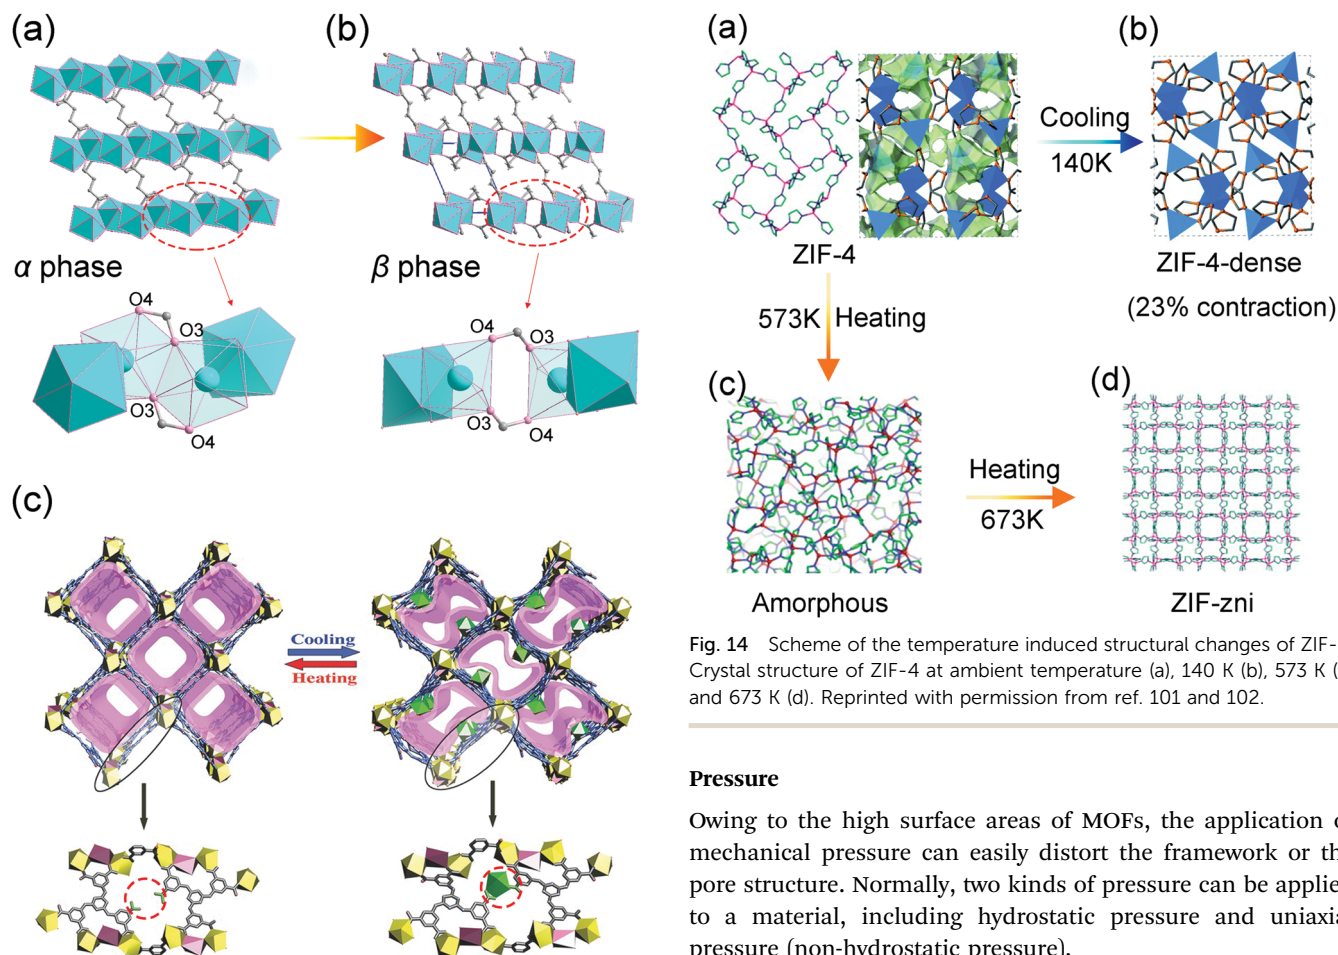 (a)
(b)
α phase
β phase
O4
O3
O3
O4
O4
O3
O3
O4
(c)
Cooling
Heating
(a)
(b)
Cooling
140K
ZIF-4
ZIF-4-dense
(23% contraction)
573K Heating
(c)
(d)
Heating
673K
Amorphous
ZIF-zni
Fig. 14 Scheme of the temperature induced structural changes of ZIF-
Crystal structure of ZIF-4 at ambient temperature (a), 140 K (b), 573 K (
and 673 K (d). Reprinted with permission from ref. 101 and 102.
Pressure
Owing to the high surface areas of MOFs, the application
mechanical pressure can easily distort the framework or th
pore structure. Normally, two kinds of pressure can be applie
to a material, including hydrostatic pressure and uniaxia
pressure (non-hydrostatic pressure).